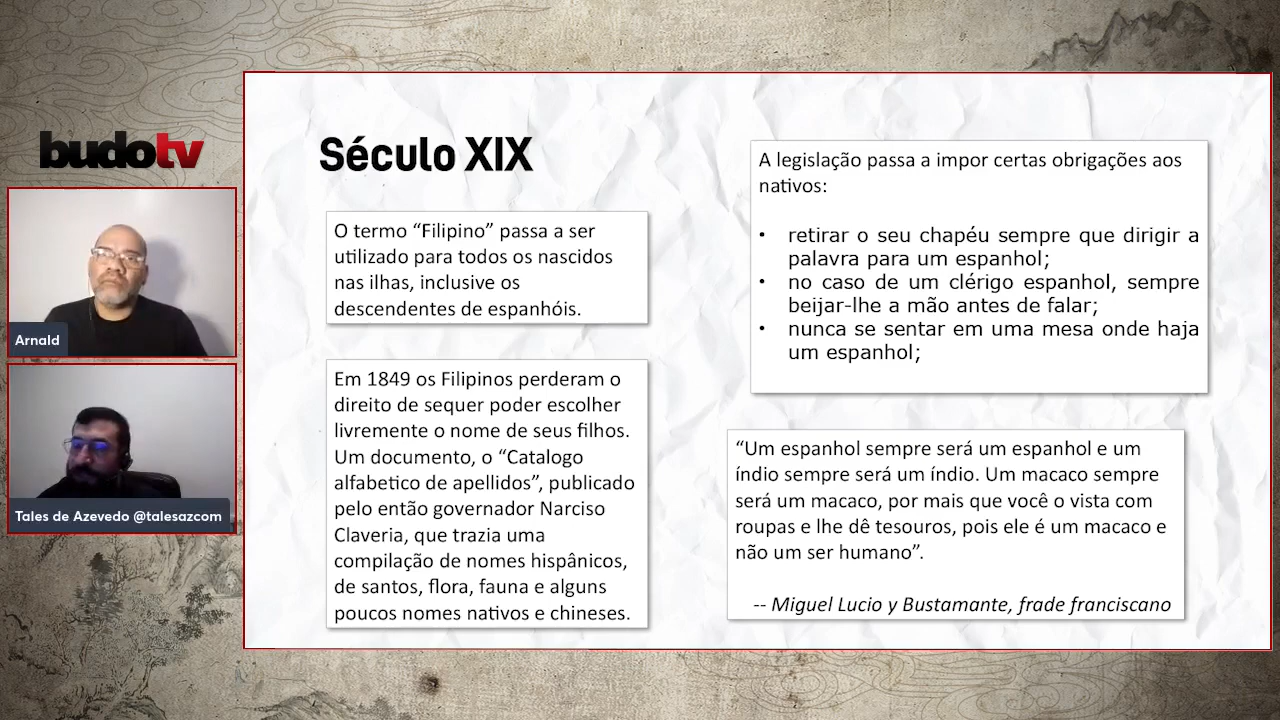 budotv
Arnald
Tales de Azevedo @talesazcom
Século XIX
O termo “Filipino” passa a ser
utilizado para todos os nascidos
nas ilhas, inclusive os
descendentes de espanhóis.
Em 1849 os Filipinos perderam o
direito de sequer poder escolher
livremente o nome de seus filhos.
Um documento, o “Catalogo
alfabetico de apellidos”, publicado
pelo então governador Narciso
Claveria, que trazia uma
compilação de nomes hispânicos,
de santos, flora, fauna e alguns
poucos nomes nativos e chineses.
A legislação passa a impor certas obrigações aos
nativos:
• retirar o seu chapéu sempre que dirigir a
palavra para um espanhol;
• no caso de um clérigo espanhol, sempre
beijar-lhe a mão antes de falar;
• nunca se sentar em uma mesa onde haja
um espanhol;
“Um espanhol sempre será um espanhol e um
índio sempre será um índio. Um macaco sempre
será um macaco, por mais que você o vista com
roupas e lhe dê tesouros, pois ele é um macaco e
não um ser humano”.
-- Miguel Lucio y Bustamante, frade franciscano